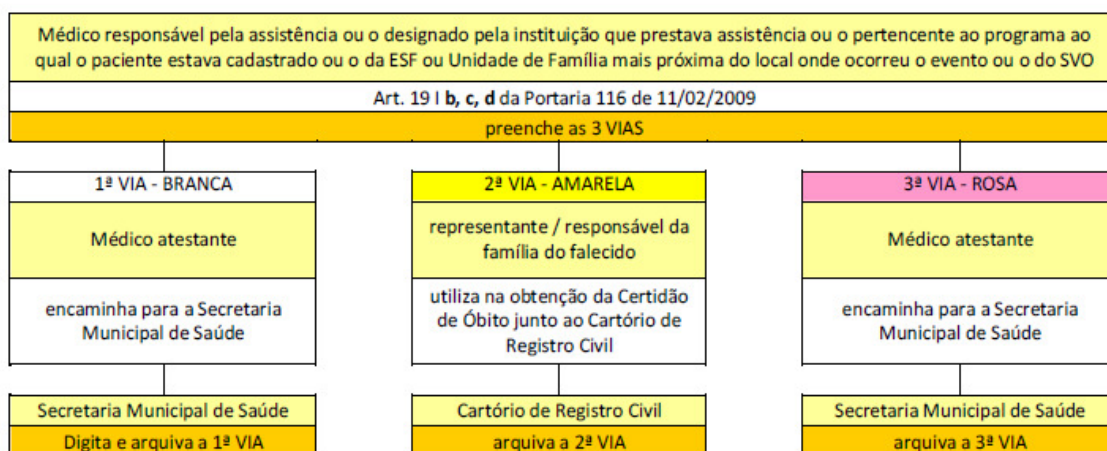 Médico responsável pela assistência ou o designado pela instituição que prestava assistência ou o pertencente ao programa ao
qual o paciente estava cadastrado ou o da ESF ou Unidade de Família mais próxima do local onde ocorreu o evento ou o do SVO
Art. 19 I b, c, d da Portaria 116 de 11/02/2009
preenche as 3 VIAS
1ª VIA - BRANCA
Médico atestante
encaminha para a Secretaria
Municipal de Saúde
Secretaria Municipal de Saúde
Digita e arquiva a 1ª VIA
2ª VIA - AMARELA
representante / responsável da
família do falecido
utiliza na obtenção da Certidão
de Óbito junto ao Cartório de
Registro Civil
Cartório de Registro Civil
arquiva a 2ª VIA
3ª VIA - ROSA
Médico atestante
encaminha para a Secretaria
Municipal de Saúde
Secretaria Municipal de Saúde
arquiva a 3ª VIA